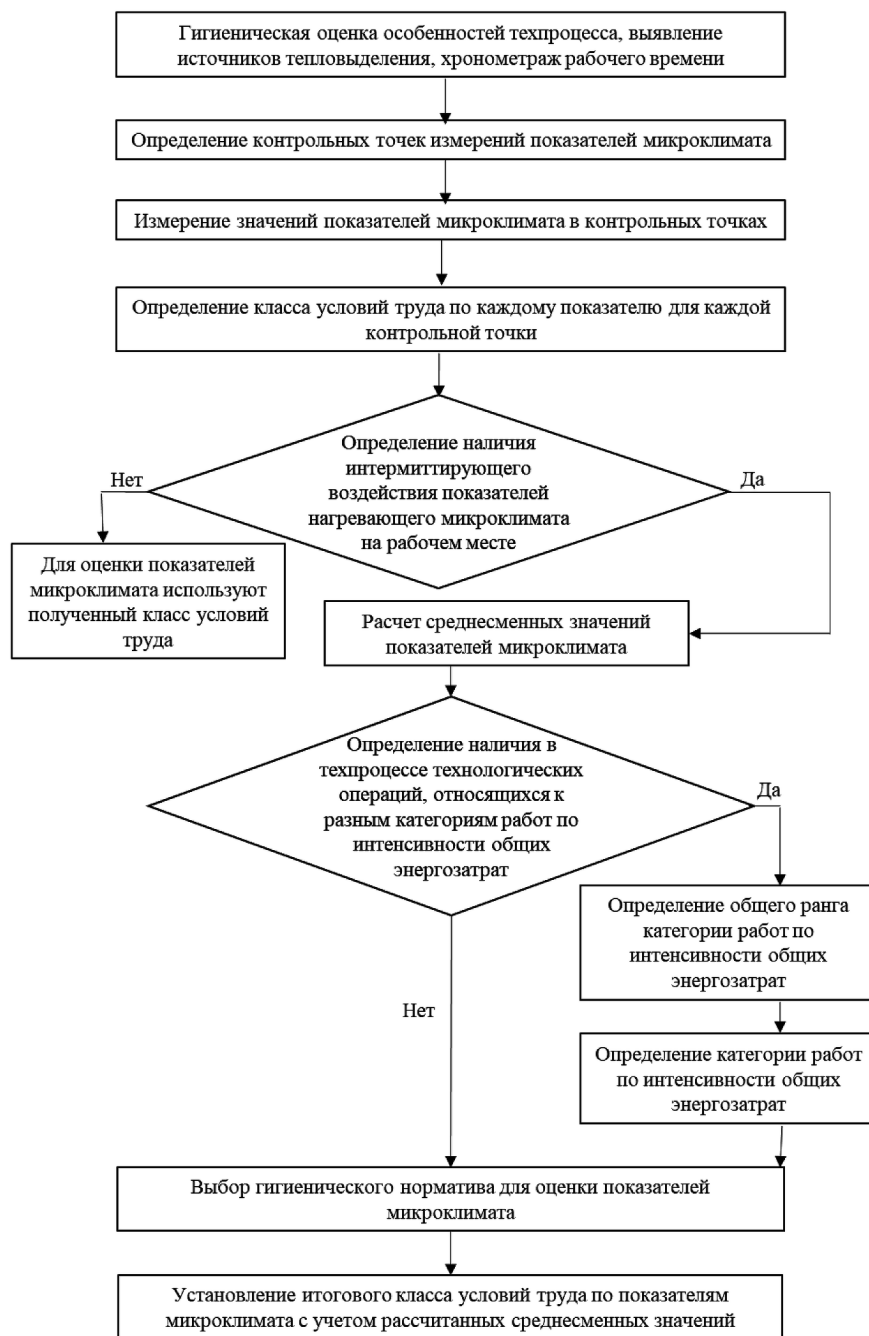 Гигиеническая оценка особенностей техпроцесса, выявление
источников тепловыделения, хронометраж рабочего времени
Определение контрольных точек измерений показателей микроклимата
Измерение значений показателей микроклимата в контрольных точках
Определение класса условий труда по каждому показателю для каждой
контрольной точки
Определение наличия
интермиттирующего
воздействия показателей
нагревающего микроклимата
на рабочем месте
Нет
Да
Для оценки показателей
микроклимата используют
полученный класс условий
труда
Расчет среднесменных значений
показателей микроклимата
Определение наличия в
техпроцессе технологических
операций, относящихся к
разным категориям работ по
интенсивности общих
энергозатрат
Да
Определение общего ранга
категории работ по
интенсивности общих
энергозатрат
Нет
Определение категории работ
по интенсивности общих
энергозатрат
Выбор гигиенического норматива для оценки показателей
микроклимата
Установление итогового класса условий труда по показателям
микроклимата с учетом рассчитанных среднесменных значений